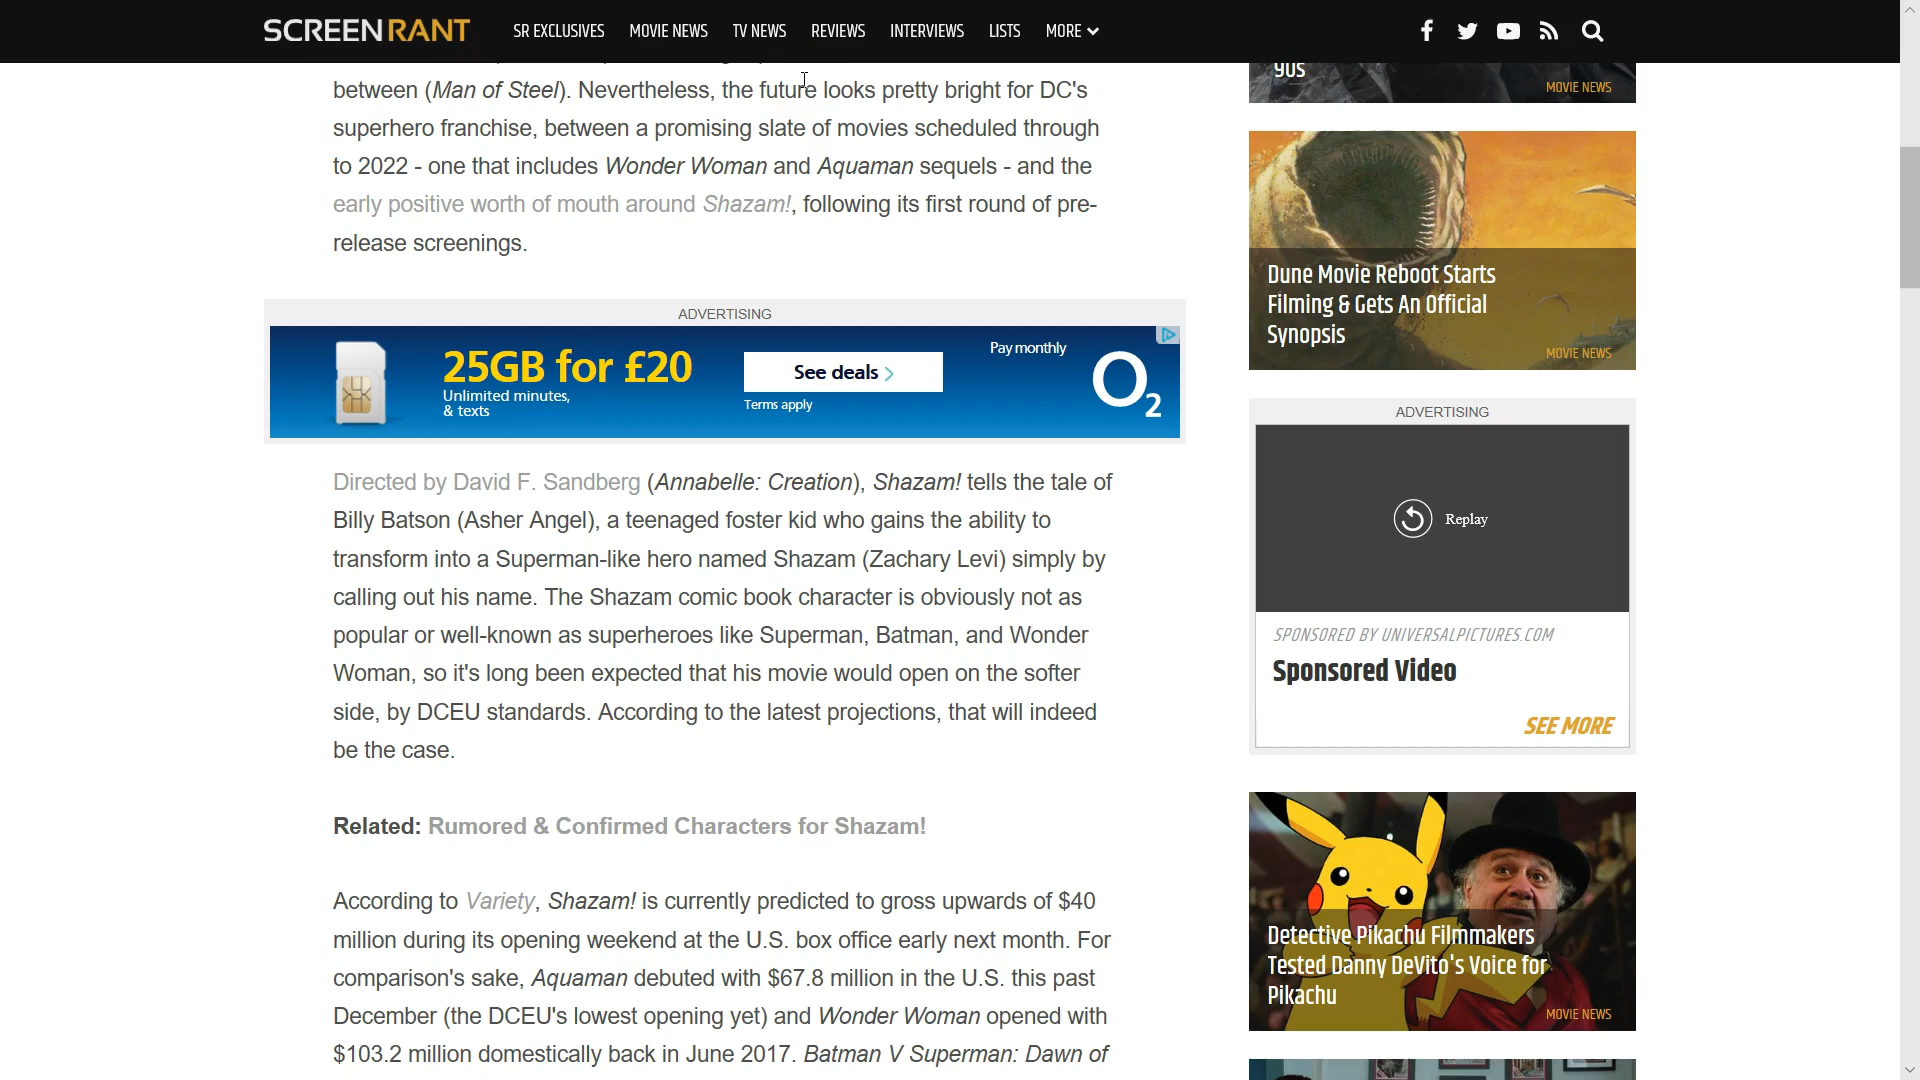 SCREENRANT SR EXCLUSIVES MOVIE NEWS TV NEWS REVIEWS INTERVIEWS LISTS MORE
between (Man of Steel). Nevertheless, the future looks pretty bright for DC's
superhero franchise, between a promising slate of movies scheduled through
to 2022 - one that includes Wonder Woman and Aquaman sequels - and the
early positive worth of mouth around Shazam!, following its first round of pre-
release screenings.
ADVERTISING
25GB for £20
Unlimited minutes,
& texts
See deals >
Terms apply
Pay monthly
O2
Directed by David F. Sandberg (Annabelle: Creation), Shazam! tells the tale of
Billy Batson (Asher Angel), a teenaged foster kid who gains the ability to
transform into a Superman-like hero named Shazam (Zachary Levi) simply by
calling out his name. The Shazam comic book character is obviously not as
popular or well-known as superheroes like Superman, Batman, and Wonder
Woman, so it's long been expected that his movie would open on the softer
side, by DCEU standards. According to the latest projections, that will indeed
be the case.
Related: Rumored & Confirmed Characters for Shazam!
According to Variety, Shazam! is currently predicted to gross upwards of $40
million during its opening weekend at the U.S. box office early next month. For
comparison's sake, Aquaman debuted with $67.8 million in the U.S. this past
December (the DCEU's lowest opening yet) and Wonder Woman opened with
$103.2 million domestically back in June 2017. Batman V Superman: Dawn of
90s
MOVIE NEWS
Dune Movie Reboot Starts
Filming & Gets An Official
Synopsis
MOVIE NEWS
ADVERTISING
Replay
SPONSORED BY UNIVERSALPICTURES.COM
Sponsored Video
SEE MORE
Detective Pikachu Filmmakers
Tested Danny DeVito's Voice for
Pikachu
MOVIE NEWS